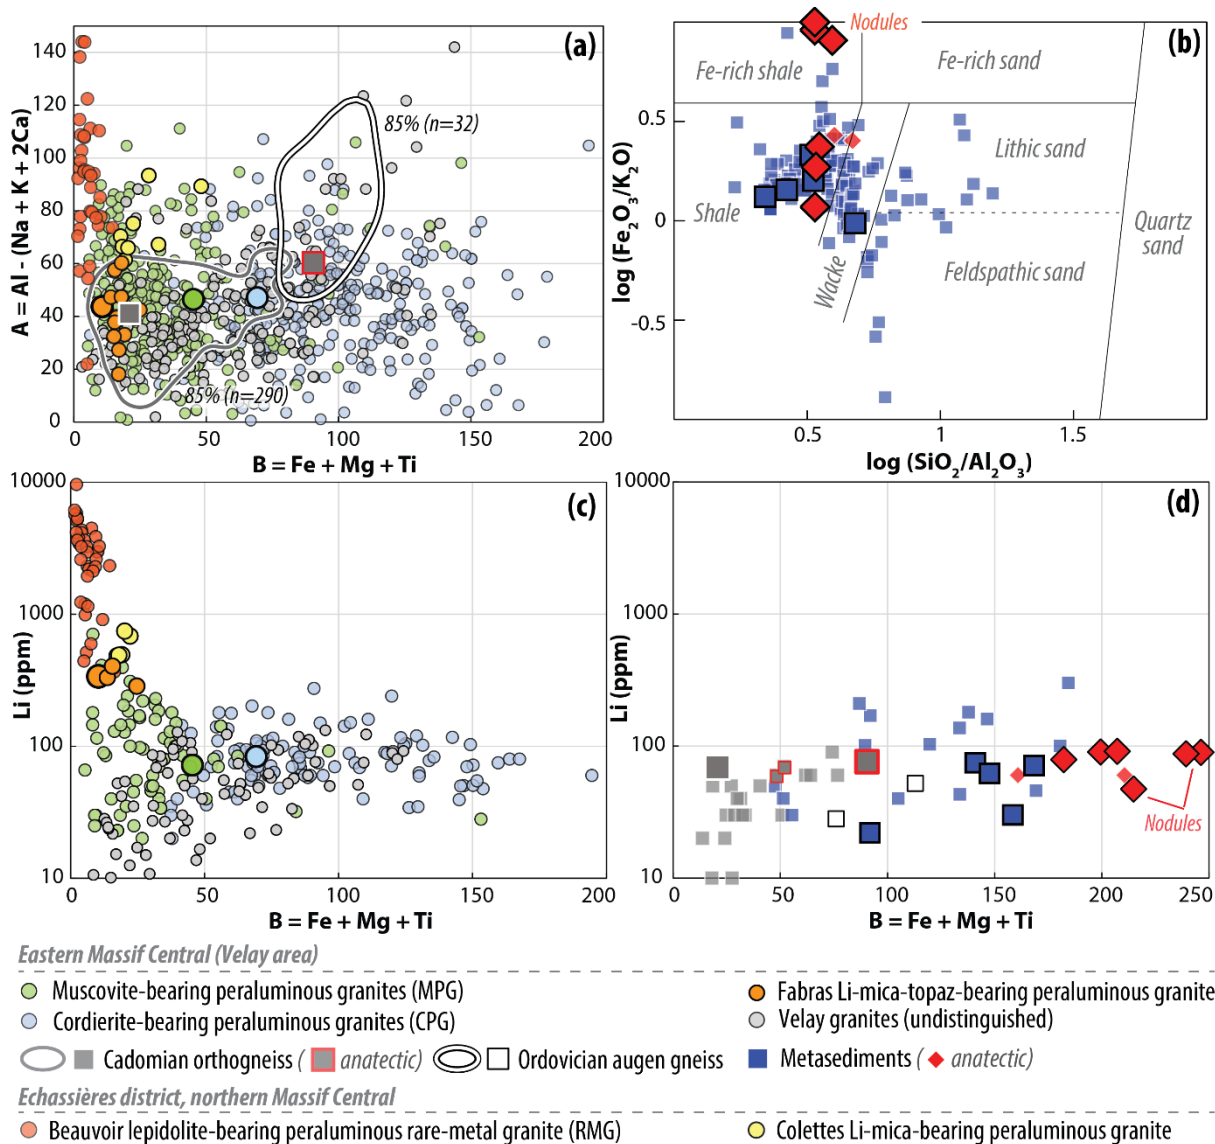 (a)
140
120
100
80
60
40
20
0
0
50
100
150
200
A = Al - (Na + K + 2Ca)
B = Fe + Mg + Ti
85% (n=32)
85% (n=290)
(b)
Nodules
Fe-rich shale
Fe-rich sand
Shale
Wacke
Lithic sand
Feldspathic sand
Quartz sand
0.5
0
-0.5
0.5
1
1.5
log (Fe₂O₃/K₂O)
log (SiO₂/Al₂O₃)
(c)
10000
1000
100
10
0
50
100
150
200
Li (ppm)
B = Fe + Mg + Ti
(d)
10000
1000
100
10
0
50
100
150
200
250
Li (ppm)
B = Fe + Mg + Ti
Nodules
Eastern Massif Central (Velay area)
Muscovite-bearing peraluminous granites (MPG)
Fabras Li-mica-topaz-bearing peraluminous granite
Cordierite-bearing peraluminous granites (CPG)
Velay granites (undistinguished)
Cadomian orthogneiss ( anatectic)
Ordovician augen gneiss
Metasediments ( anatectic)
Echassières district, northern Massif Central
Beauvoir lepidolite-bearing peraluminous rare-metal granite (RMG)
Colettes Li-mica-bearing peraluminous granite